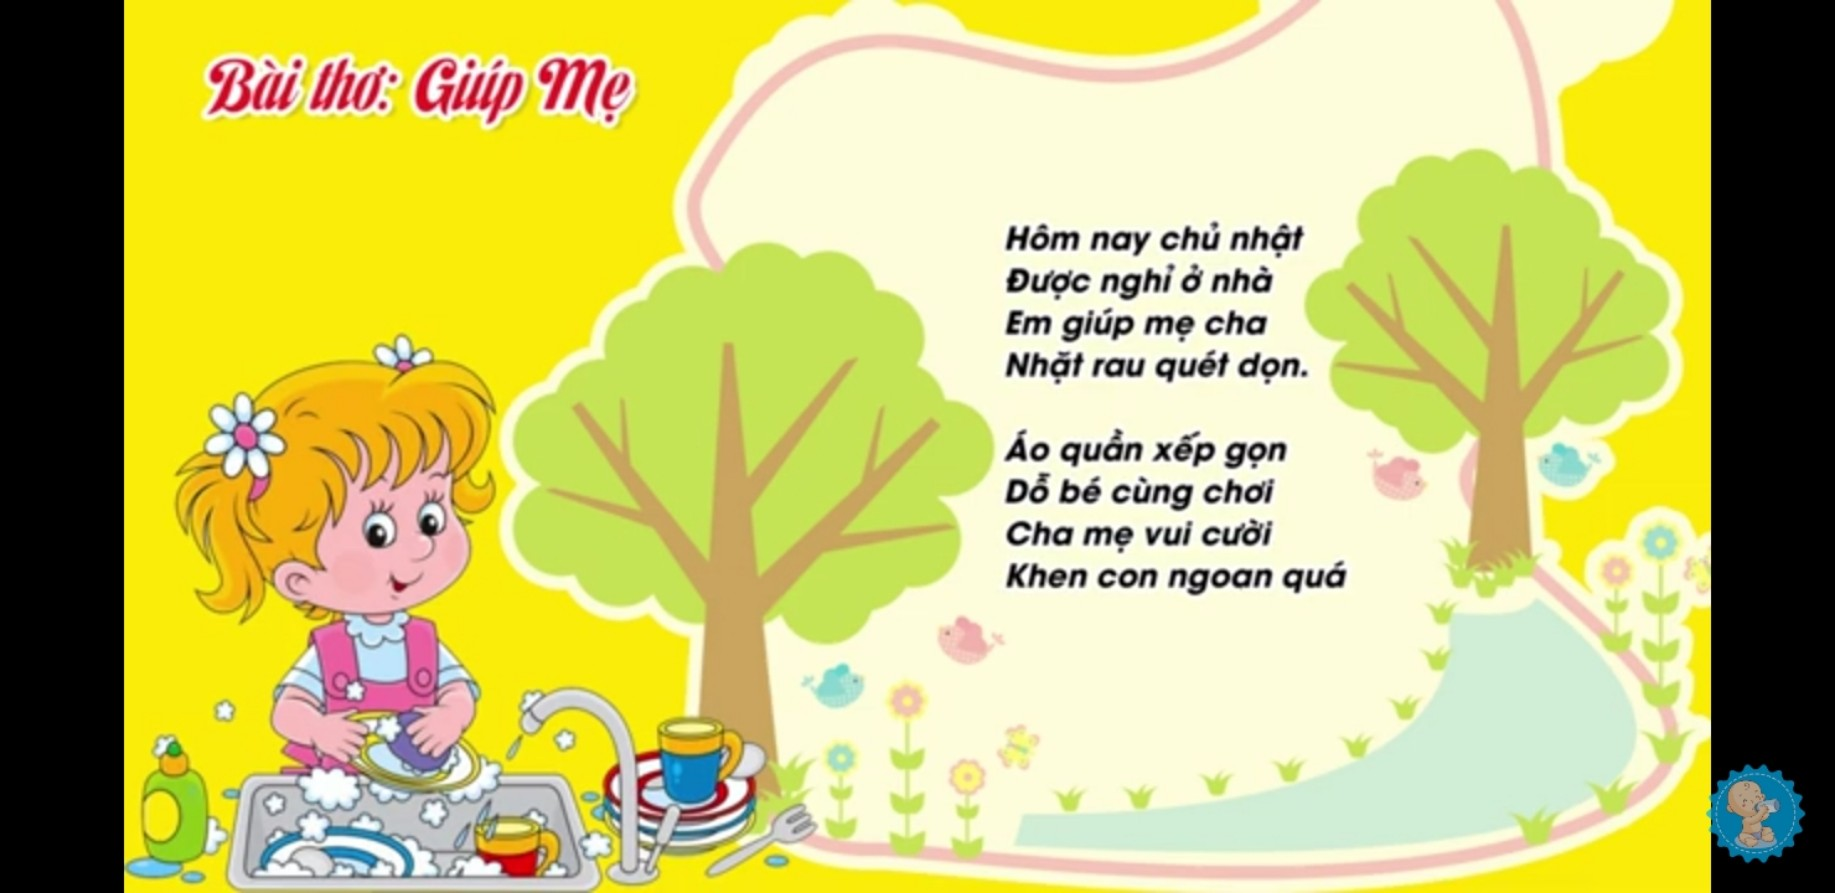 Bài thơ: Giúp Mẹ
Hôm nay chủ nhật
Được nghỉ ở nhà
Em giúp mẹ cha
Nhặt rau quét dọn.
Áo quần xếp gọn
Dỗ bé cùng chơi
Cha mẹ vui cười
Khen con ngoan quá